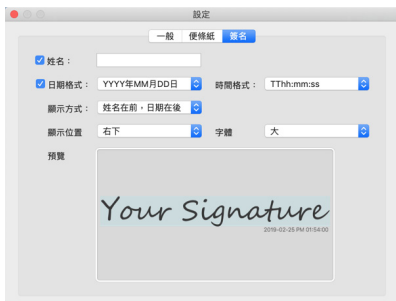 設定
一般 便條紙 簽名
姓名：
日期格式： YYYY年MM月DD日 時間格式： TThh:mm:ss
顯示方式： 姓名在前，日期在後
顯示位置 右下 字體 大
預覽
Your Signature
2019-02-25 PM 01:54:00